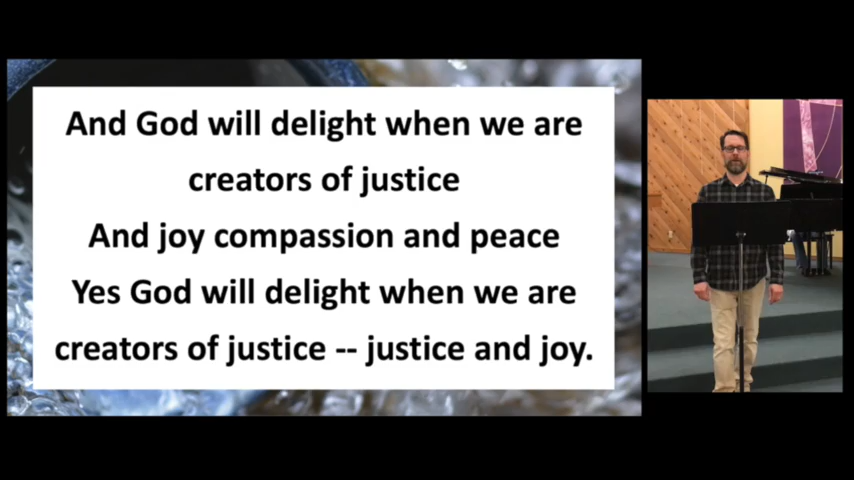 And God will delight when we are
creators of justice
And joy compassion and peace
Yes God will delight when we are
creators of justice -- justice and joy.